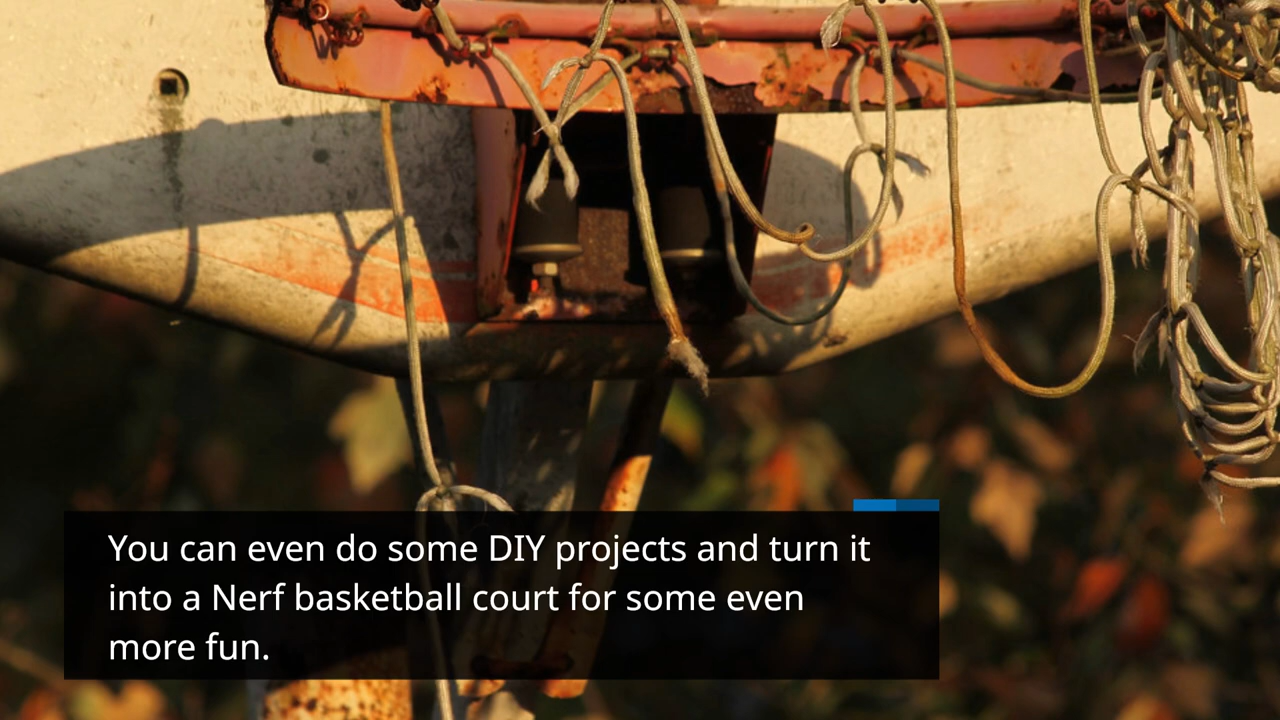 You can even do some DIY projects and turn it
into a Nerf basketball court for some even
more fun.